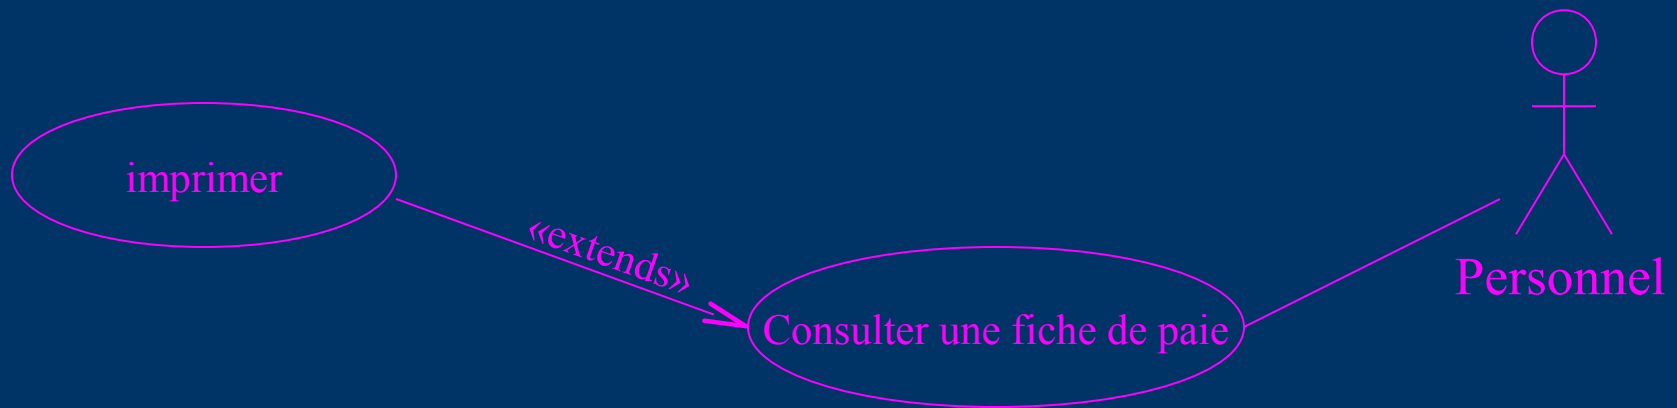 imprimer
«extends»
Consulter une fiche de paie
Personnel